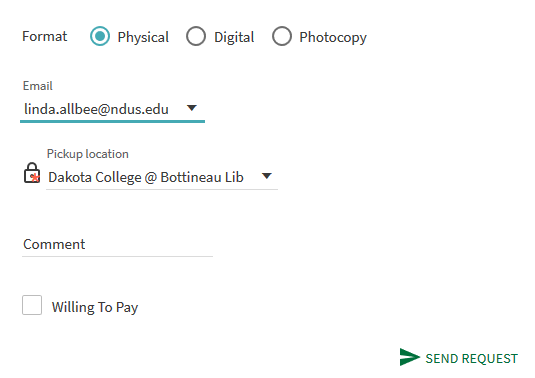 Format Physical Digital Photocopy
Email
linda.allbee@ndus.edu
Pickup location
Dakota College @ Bottineau Lib
Comment
Willing To Pay
SEND REQUEST